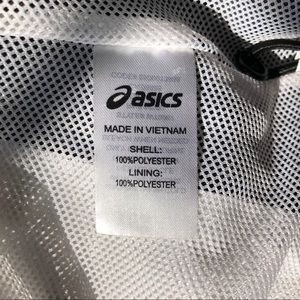 asics
MADE IN VIETNAM
SHELL:
100%POLYESTER
LINING:
100%POLYESTER